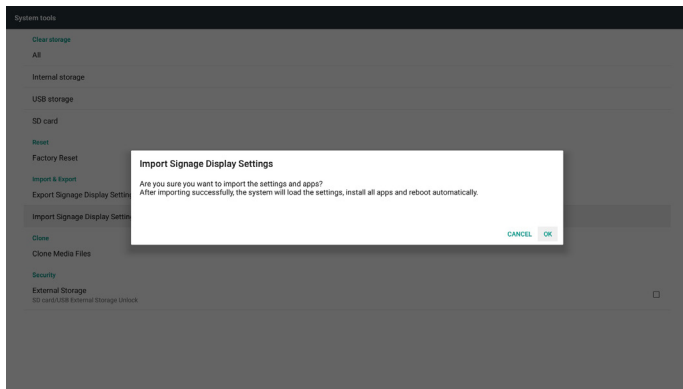 System tools
Clear storage
All
Internal storage
USB storage
SD card
Reset
Factory Reset
Import & Export
Export Signage Display Settin
Import Signage Display Settin
Clone
Clone Media Files
Security
External Storage
SD card/USB External Storage Unlock
Import Signage Display Settings
Are you sure you want to import the settings and apps?
After importing successfully, the system will load the settings, install all apps and reboot automatically.
CANCEL OK